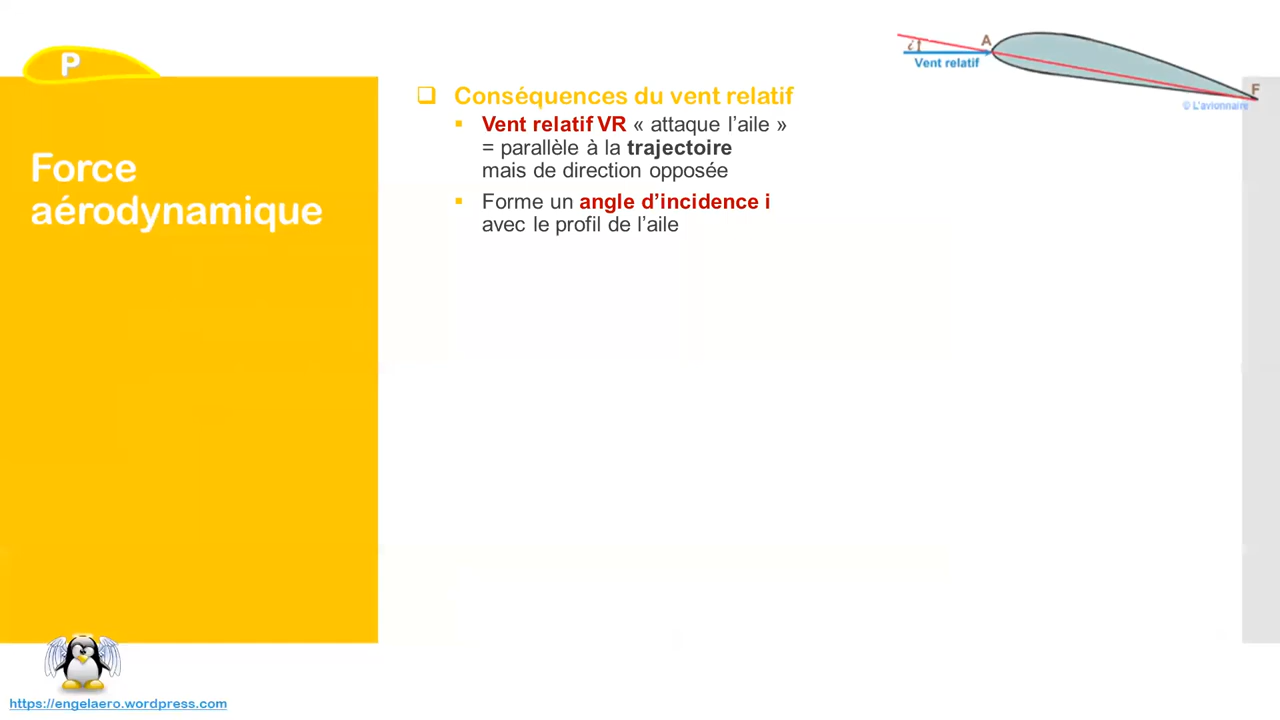 P
Force
aérodynamique
❑ Conséquences du vent relatif
▪ Vent relatif VR « attaque l’aile »
= parallèle à la trajectoire
mais de direction opposée
▪ Forme un angle d’incidence i
avec le profil de l’aile
i
A
Vent relatif
F
© L'avionnaire
https://engelaero.wordpress.com